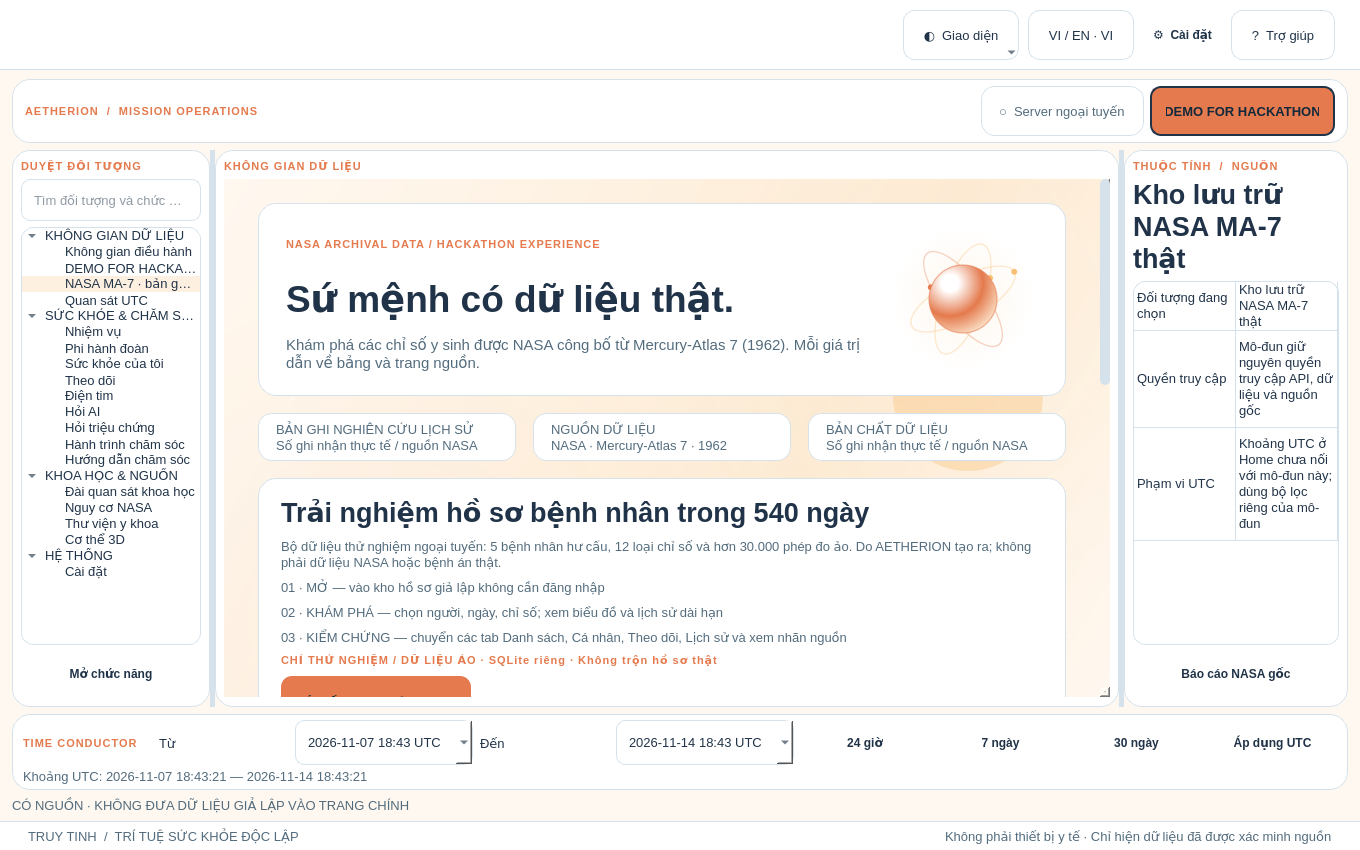 ◐ Giao diện
VI / EN · VI
⚙ Cài đặt
? Trợ giúp
AETHERION / MISSION OPERATIONS
○ Server ngoại tuyến
DEMO FOR HACKATHON
DUYỆT ĐỐI TƯỢNG
Tìm đối tượng và chức …
KHÔNG GIAN DỮ LIỆU
Không gian điều hành
DEMO FOR HACKA…
NASA MA-7 · bản g…
Quan sát UTC
SỨC KHỎE & CHĂM S…
Nhiệm vụ
Phi hành đoàn
Sức khỏe của tôi
Theo dõi
Điện tim
Hỏi AI
Hỏi triệu chứng
Hành trình chăm sóc
Hướng dẫn chăm sóc
KHOA HỌC & NGUỒN
Đài quan sát khoa học
Nguy cơ NASA
Thư viện y khoa
Cơ thể 3D
HỆ THỐNG
Cài đặt
Mở chức năng
KHÔNG GIAN DỮ LIỆU
NASA ARCHIVAL DATA / HACKATHON EXPERIENCE
Sứ mệnh có dữ liệu thật.
Khám phá các chỉ số y sinh được NASA công bố từ Mercury-Atlas 7 (1962). Mỗi giá trị
dẫn về bảng và trang nguồn.
BẢN GHI NGHIÊN CỨU LỊCH SỬ
Số ghi nhận thực tế / nguồn NASA
NGUỒN DỮ LIỆU
NASA · Mercury-Atlas 7 · 1962
BẢN CHẤT DỮ LIỆU
Số ghi nhận thực tế / nguồn NASA
Trải nghiệm hồ sơ bệnh nhân trong 540 ngày
Bộ dữ liệu thử nghiệm ngoại tuyến: 5 bệnh nhân hư cấu, 12 loại chỉ số và hơn 30.000 phép đo ảo. Do AETHERION tạo ra; không
phải dữ liệu NASA hoặc bệnh án thật.
01 · MỞ — vào kho hồ sơ giả lập không cần đăng nhập
02 · KHÁM PHÁ — chọn người, ngày, chỉ số; xem biểu đồ và lịch sử dài hạn
03 · KIỂM CHỨNG — chuyển các tab Danh sách, Cá nhân, Theo dõi, Lịch sử và xem nhãn nguồn
CHỈ THỬ NGHIỆM / DỮ LIỆU ẢO · SQLite riêng · Không trộn hồ sơ thật
THUỘC TÍNH / NGUỒN
Kho lưu trữ
NASA MA-7
thật
Đối tượng đang
chọn
Kho lưu trữ
NASA MA-7
thật
Quyền truy cập
Mô-đun giữ
nguyên quyền
truy cập API, dữ
liệu và nguồn
gốc
Phạm vi UTC
Khoảng UTC ở
Home chưa nối
với mô-đun này;
dùng bộ lọc
riêng của mô-
đun
Báo cáo NASA gốc
TIME CONDUCTOR
Từ
2026-11-07 18:43 UTC
Đến
2026-11-14 18:43 UTC
24 giờ
7 ngày
30 ngày
Áp dụng UTC
Khoảng UTC: 2026-11-07 18:43:21 — 2026-11-14 18:43:21
CÓ NGUỒN · KHÔNG ĐƯA DỮ LIỆU GIẢ LẬP VÀO TRANG CHÍNH
TRUY TINH / TRÍ TUỆ SỨC KHỎE ĐỘC LẬP
Không phải thiết bị y tế · Chỉ hiện dữ liệu đã được xác minh nguồn